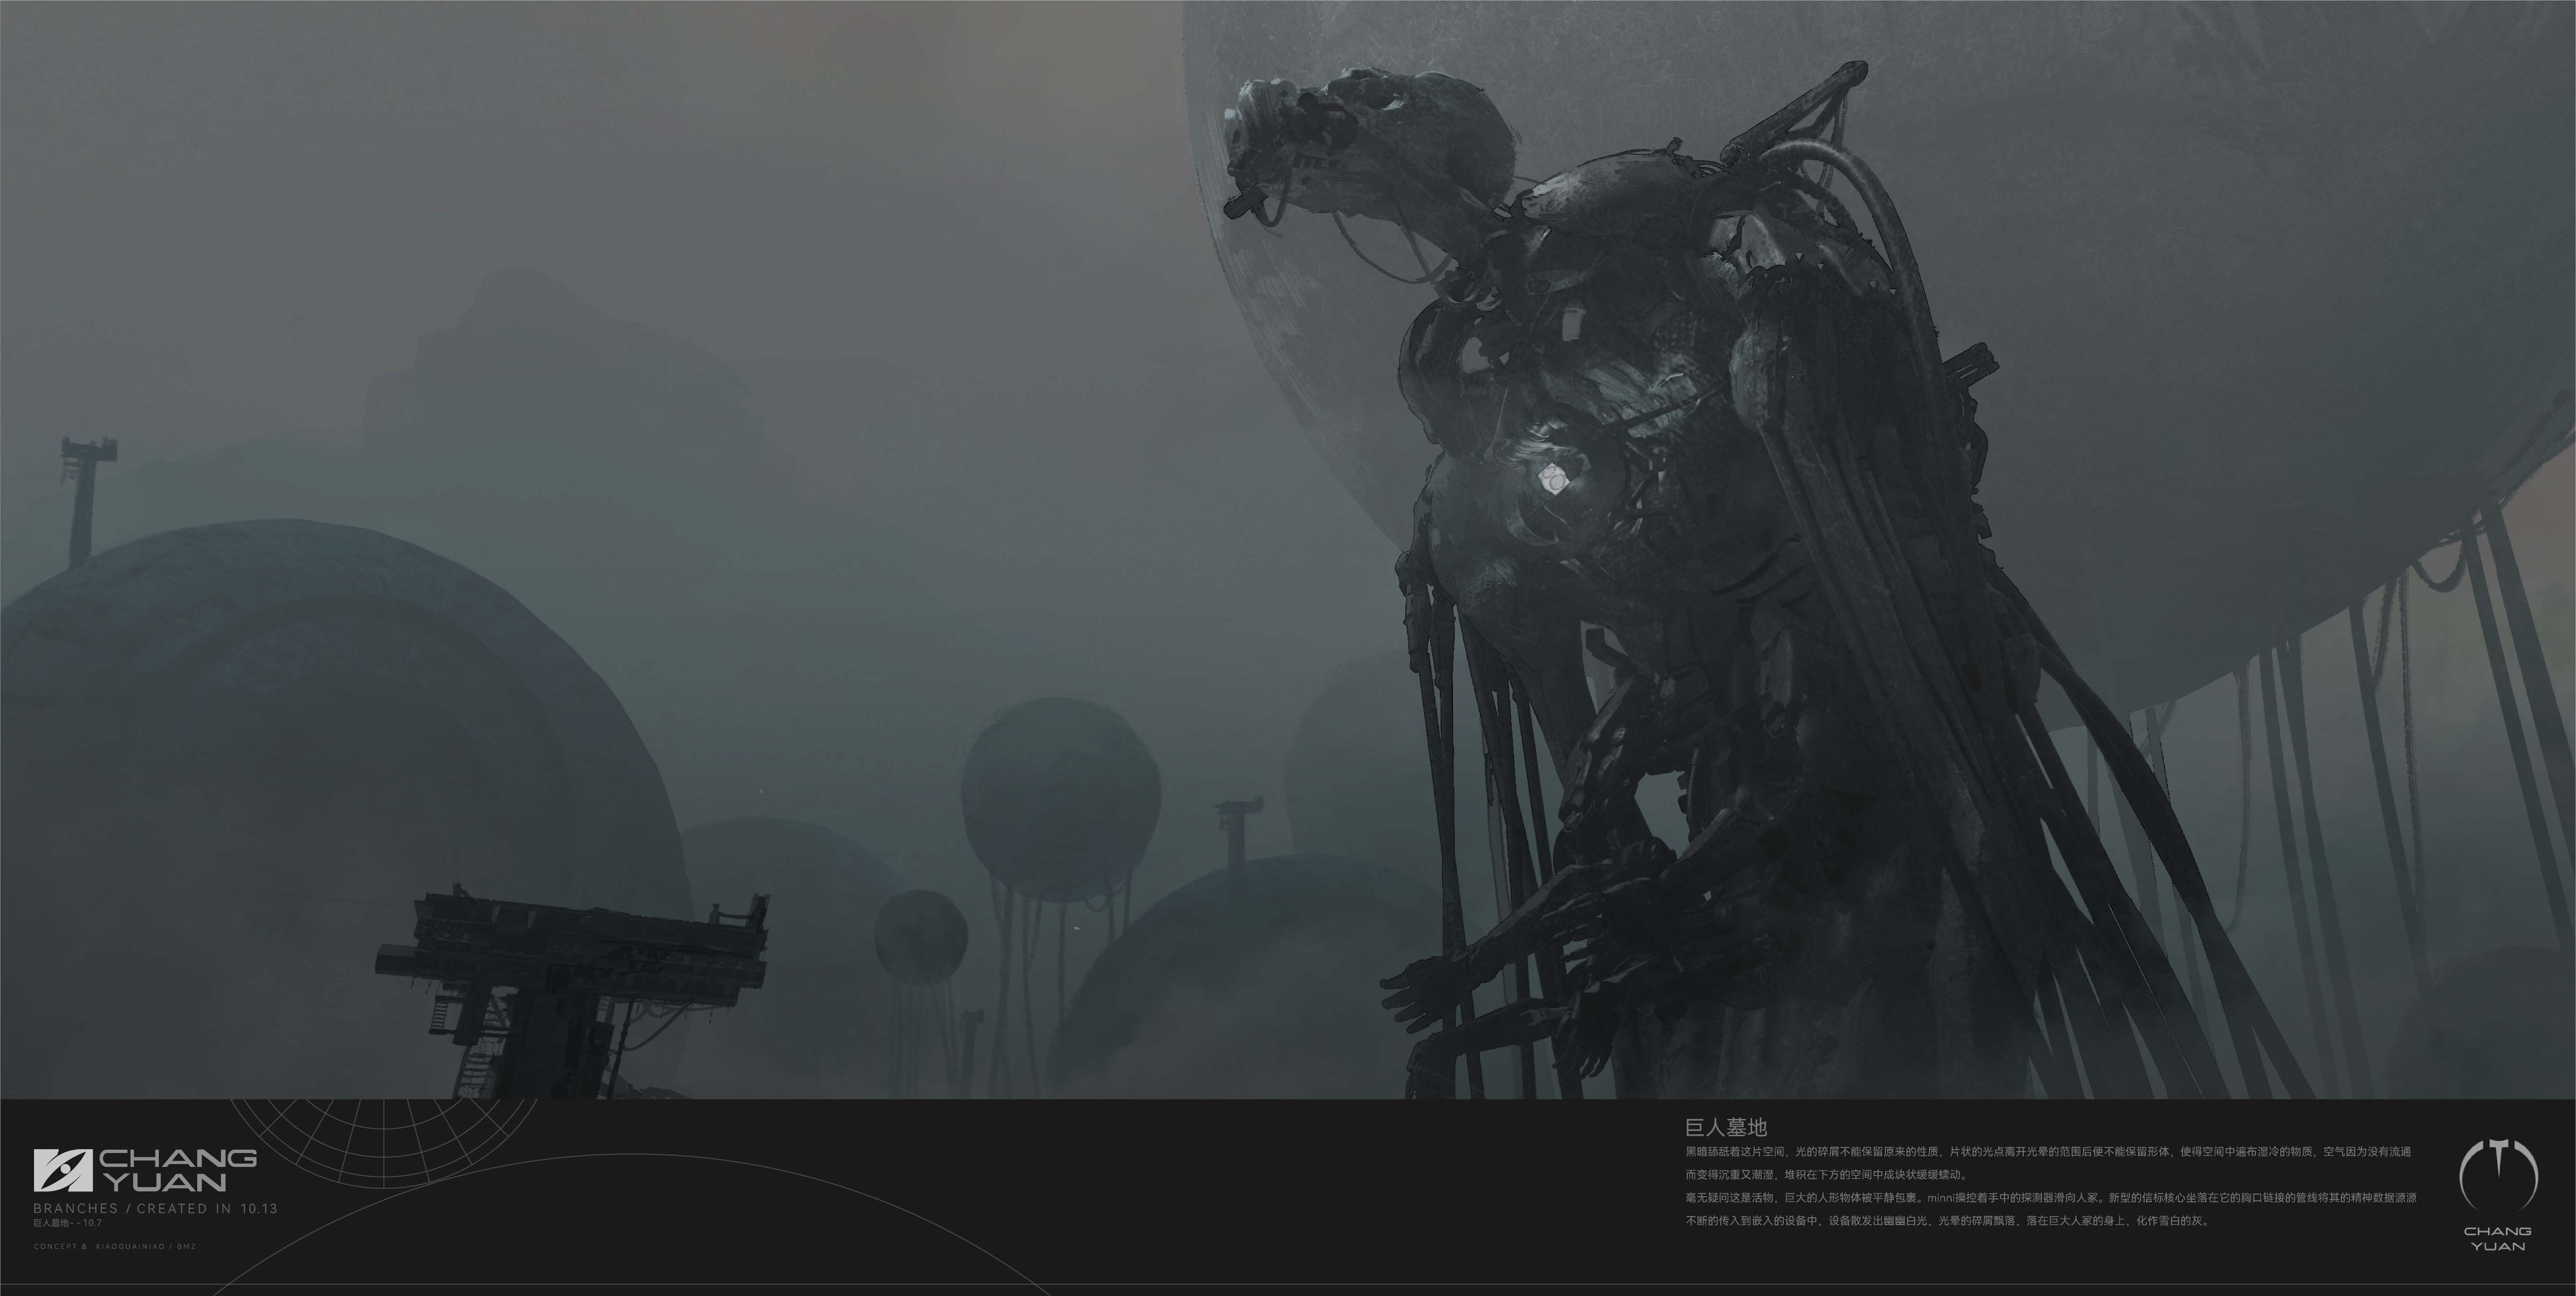 CHANG
YUAN
BRANCHES / CREATED IN 10.13
巨人墓地--10.7
CONCEPT & XIAOGUAINIAO / BMZ
巨人墓地
黑暗舔舐着这片空间，光的碎屑不能保留原来的性质，片状的光点离开光晕的范围后便不能保留形体，使得空间中遍布湿冷的物质，空气因为没有流通
而变得沉重又潮湿，堆积在下方的空间中成块状缓缓蠕动。
毫无疑问这是活物，巨大的人形物体被平静包裹。minni操控着手中的探测器滑向人冢。新型的信标核心坐落在它的胸口链接的管线将其的精神数据源源
不断的传入到嵌入的设备中，设备散发出幽幽白光，光晕的碎屑飘落，落在巨大人冢的身上，化作雪白的灰。
CHANG
YUAN